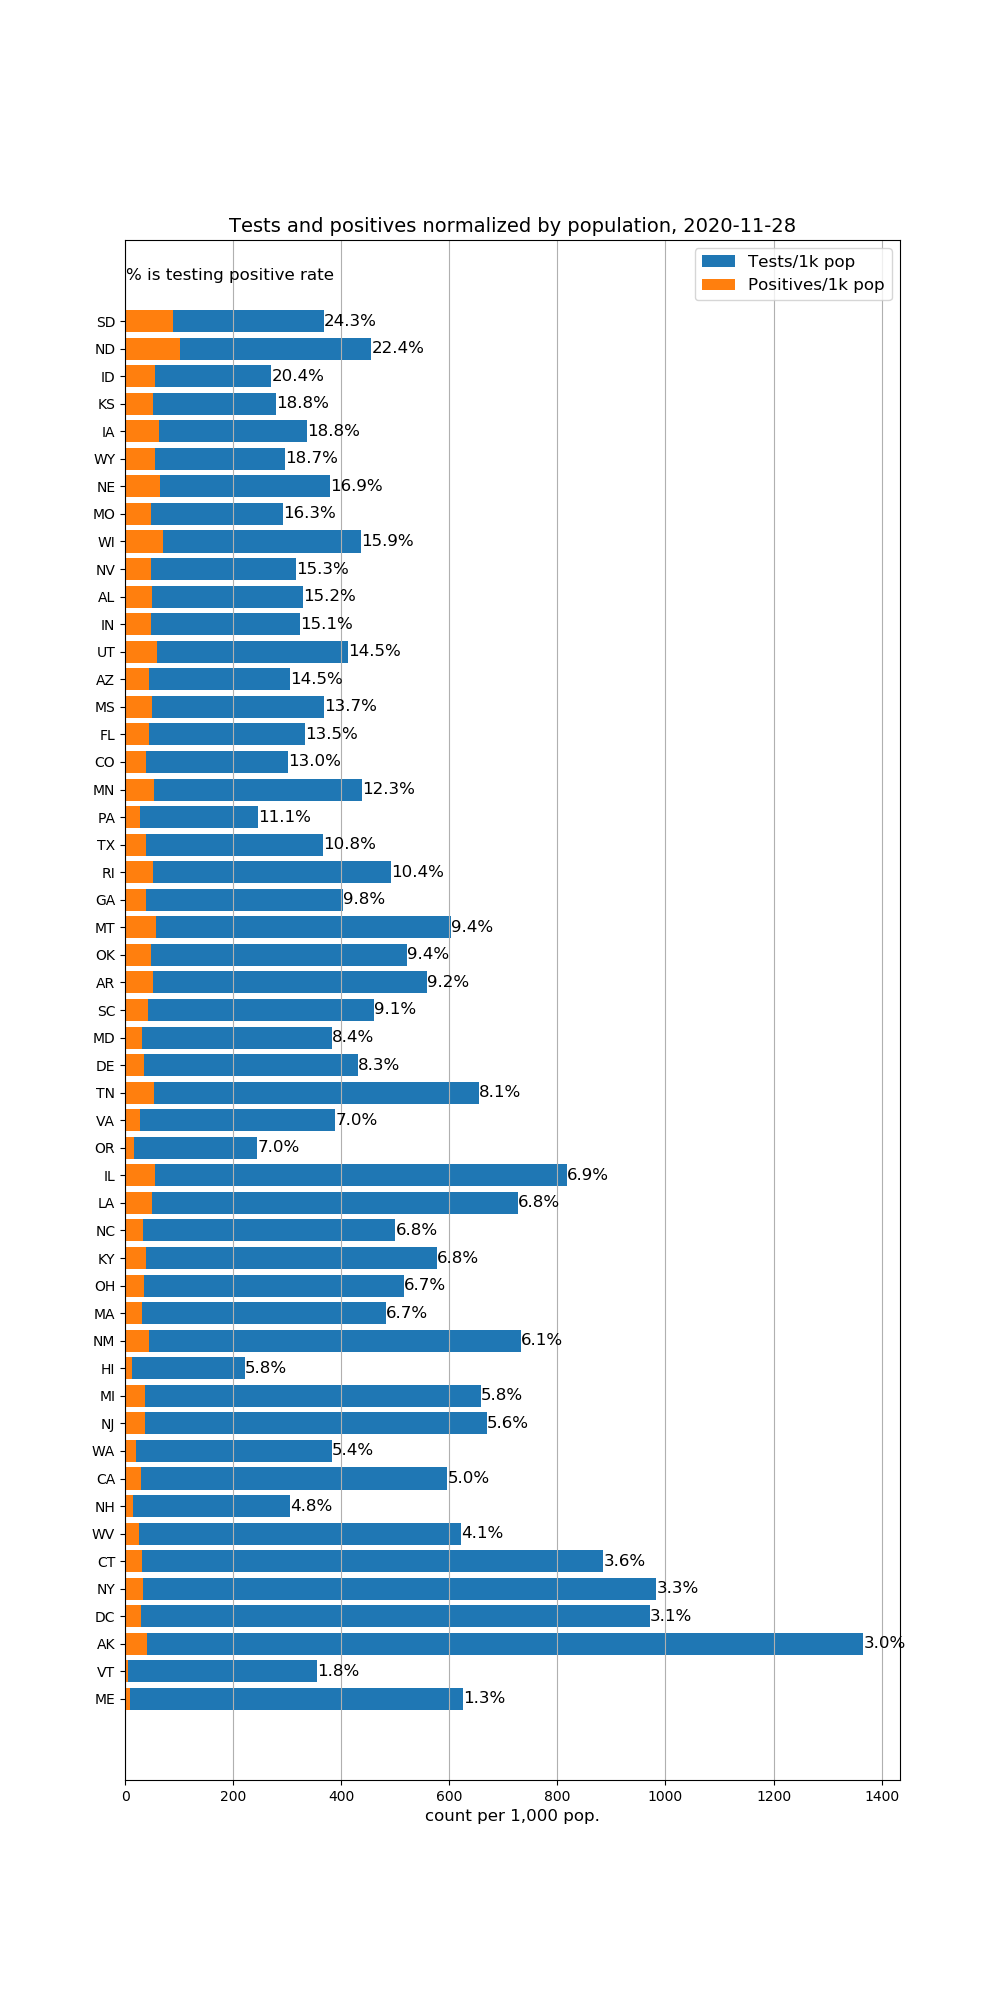 Tests and positives normalized by population, 2020-11-28
% is testing positive rate
Tests/1k pop
Positives/1k pop
SD 24.3%
ND 22.4%
ID 20.4%
KS 18.8%
IA 18.8%
WY 18.7%
NE 16.9%
MO 16.3%
WI 15.9%
NV 15.3%
AL 15.2%
IN 15.1%
UT 14.5%
AZ 14.5%
MS 13.7%
FL 13.5%
CO 13.0%
MN 12.3%
PA 11.1%
TX 10.8%
RI 10.4%
GA 9.8%
MT 9.4%
OK 9.4%
AR 9.2%
SC 9.1%
MD 8.4%
DE 8.3%
TN 8.1%
VA 7.0%
OR 7.0%
IL 6.9%
LA 6.8%
NC 6.8%
KY 6.8%
OH 6.7%
MA 6.7%
NM 6.1%
HI 5.8%
MI 5.8%
NJ 5.6%
WA 5.4%
CA 5.0%
NH 4.8%
WV 4.1%
CT 3.6%
NY 3.3%
DC 3.1%
AK 3.0%
VT 1.8%
ME 1.3%
0 200 400 600 800 1000 1200 1400
count per 1,000 pop.